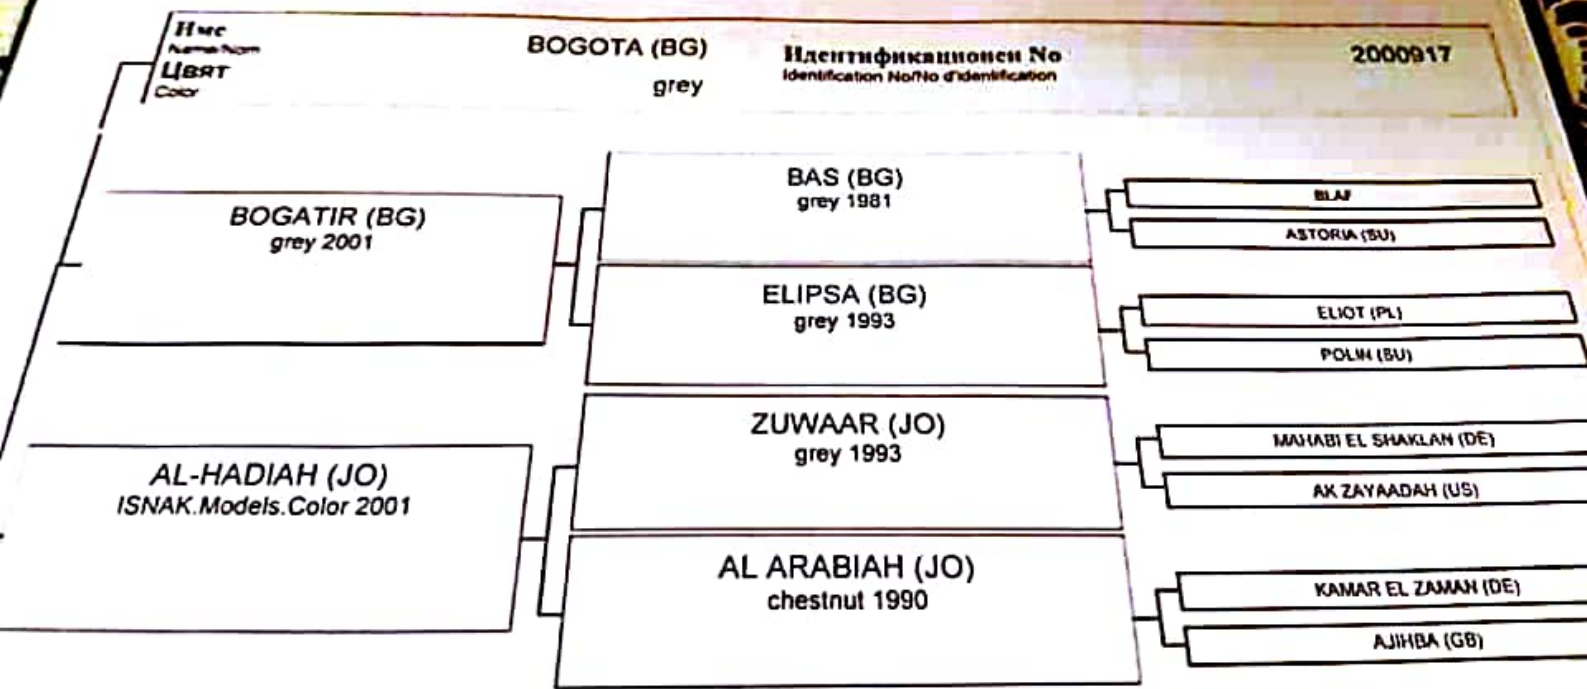 Име
Name/Nom
BOGOTA (BG)
Идентификационен No
Identification No/No d'identification
2000917
Цвят
Color
grey
BAS (BG)
grey 1981
BLAF
ASTORIA (SU)
BOGATIR (BG)
grey 2001
ELIPSA (BG)
grey 1993
ELIOT (PL)
POLIN (SU)
ZUWAAR (JO)
grey 1993
MAHABI EL SHAKLAN (DE)
AK ZAYAADAH (US)
AL-HADIAH (JO)
ISNAK.Models.Color 2001
AL ARABIAH (JO)
chestnut 1990
KAMAR EL ZAMAN (DE)
AJIHBA (GB)